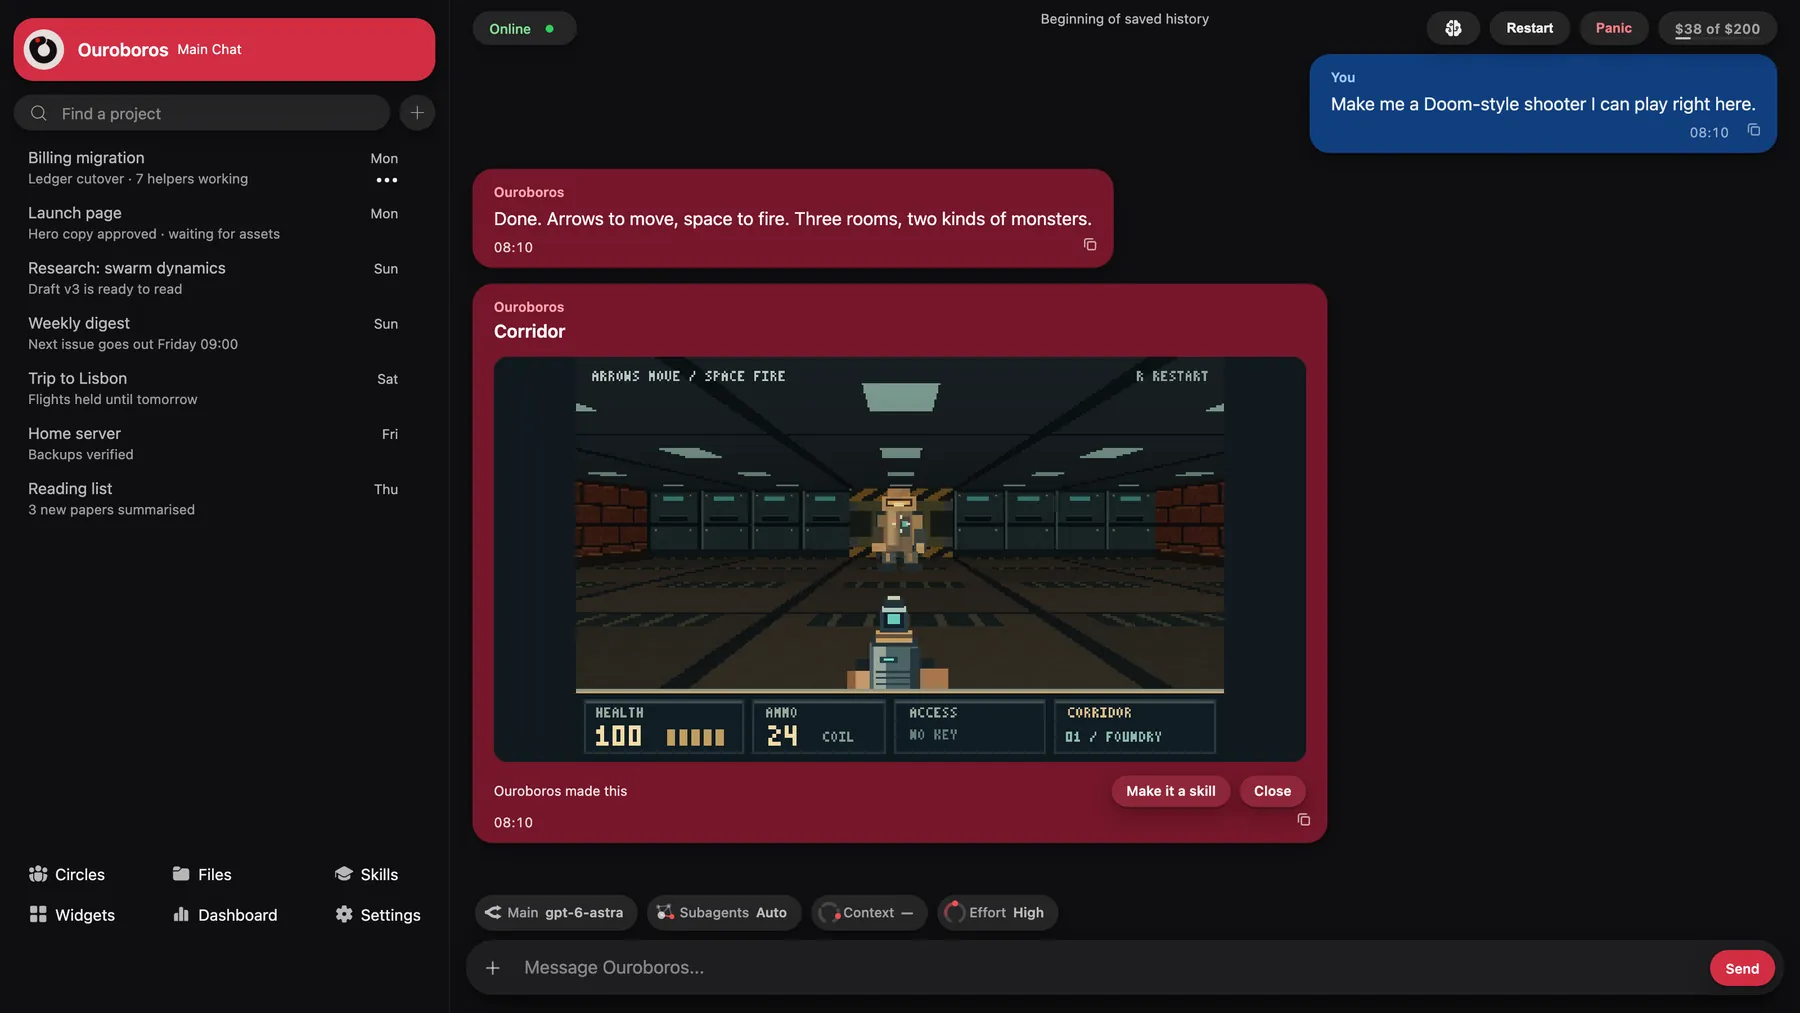 Ouroboros Main Chat
Find a project
Billing migration Mon
Ledger cutover · 7 helpers working
Launch page Mon
Hero copy approved · waiting for assets
Research: swarm dynamics Sun
Draft v3 is ready to read
Weekly digest Sun
Next issue goes out Friday 09:00
Trip to Lisbon Sat
Flights held until tomorrow
Home server Fri
Backups verified
Reading list Thu
3 new papers summarised
Circles Files Skills
Widgets Dashboard Settings
Online
Beginning of saved history
Restart Panic $38 of $200
You
Make me a Doom-style shooter I can play right here.
08:10
Ouroboros
Done. Arrows to move, space to fire. Three rooms, two kinds of monsters.
08:10
Ouroboros
Corridor
ARROWS MOVE / SPACE FIRE R RESTART
HEALTH AMMO ACCESS CORRIDOR
100 24 COIL NO KEY 01 / FOUNDRY
Ouroboros made this Make it a skill Close
08:10
Main gpt-6-astra Subagents Auto Context — Effort High
Message Ouroboros... Send